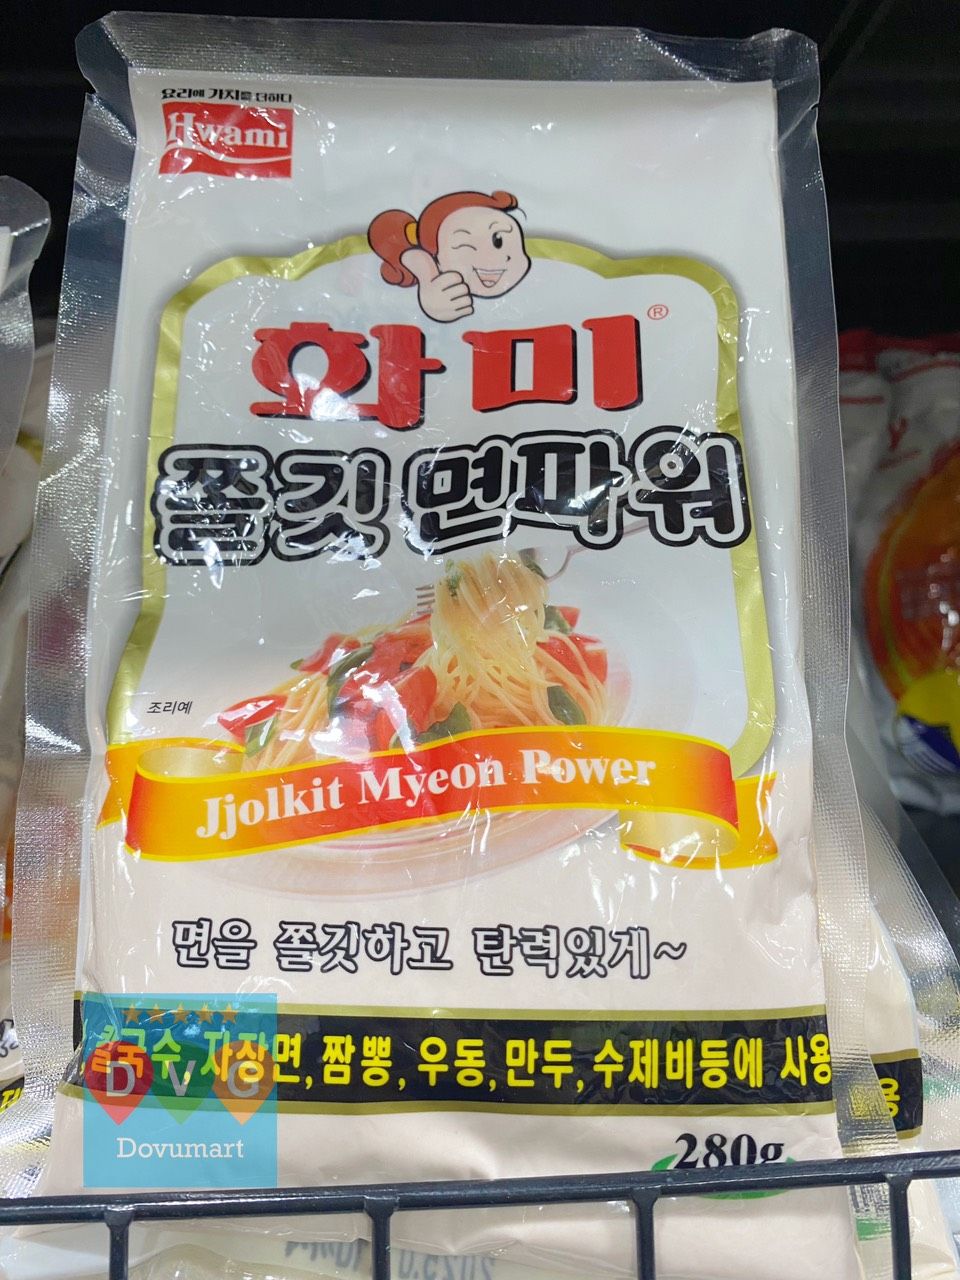 요리에 가치를 더하다
Hwami
화미®
쫄깃 면파워
조리예
Jjolkit Myeon Power
면을 쫄깃하고 탄력있게~
칼국수, 자장면, 짬뽕, 우동, 만두, 수제비등에 사용
DVG
Dovumart
280g